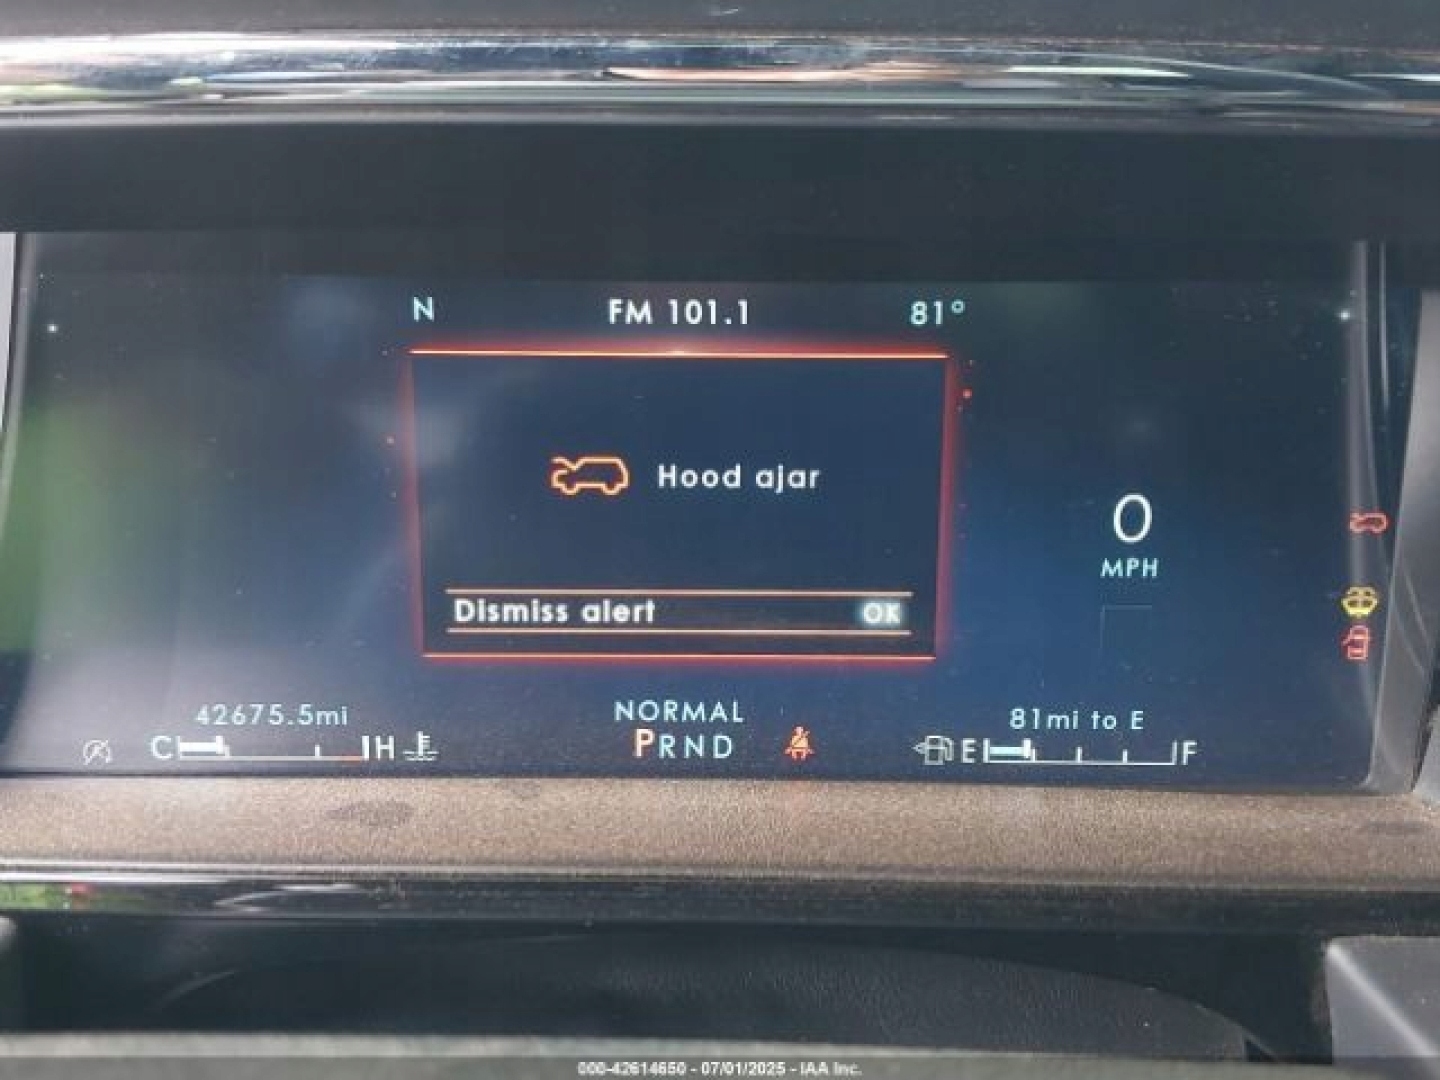 N FM 101.1 81°
Hood ajar
0
MPH
Dismiss alert OK
42675.5mi NORMAL 81mi to E
C H PRND E F
000-42614650 - 07/01/2025 - IAA Inc.